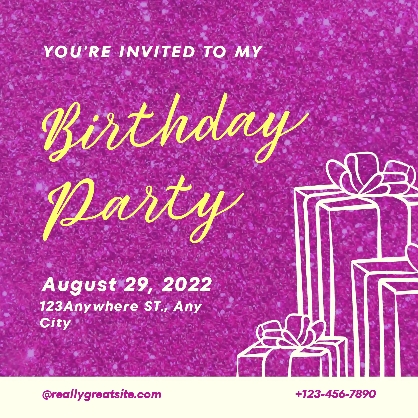 YOU'RE INVITED TO MY
Birthday
Party
August 29, 2022
123Anywhere ST., Any
City
@reallygreatsite.com
+123-456-7890